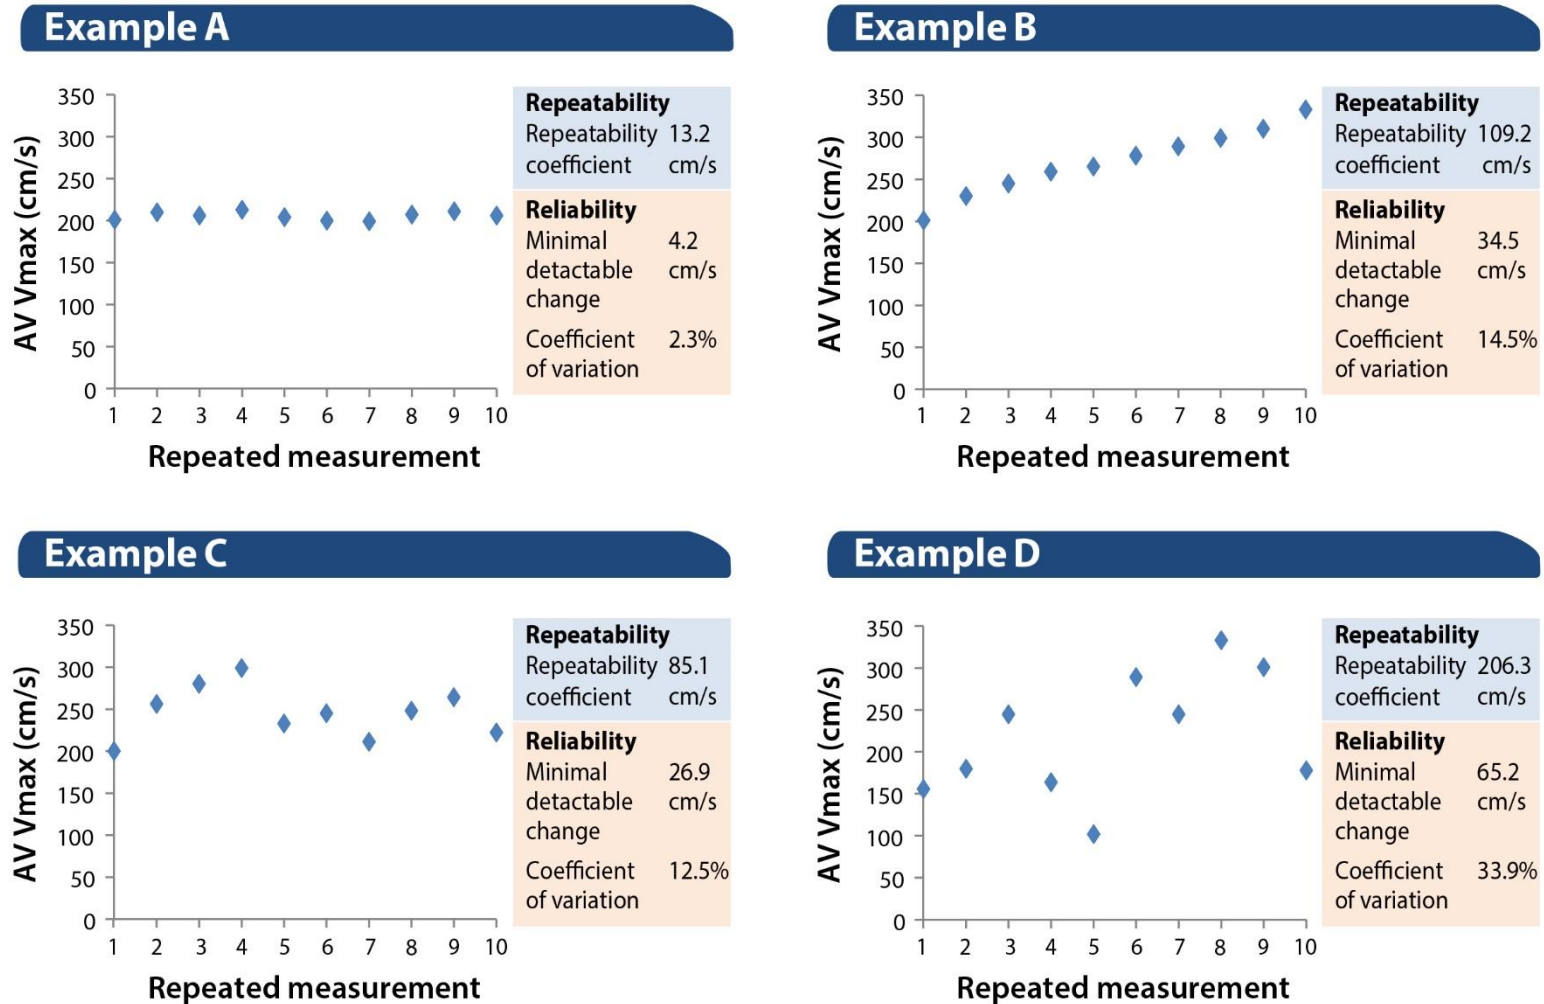 Example A
350
300
250
200
150
100
50
0
AV Vmax (cm/s)
1 2 3 4 5 6 7 8 9 10
Repeated measurement
Repeatability
Repeatability 13.2
coefficient cm/s
Reliability
Minimal 4.2
detactable cm/s
change
Coefficient 2.3%
of variation
Example B
350
300
250
200
150
100
50
0
AV Vmax (cm/s)
1 2 3 4 5 6 7 8 9 10
Repeated measurement
Repeatability
Repeatability 109.2
coefficient cm/s
Reliability
Minimal 34.5
detactable cm/s
change
Coefficient 14.5%
of variation
Example C
350
300
250
200
150
100
50
0
AV Vmax (cm/s)
1 2 3 4 5 6 7 8 9 10
Repeated measurement
Repeatability
Repeatability 85.1
coefficient cm/s
Reliability
Minimal 26.9
detactable cm/s
change
Coefficient 12.5%
of variation
Example D
350
300
250
200
150
100
50
0
AV Vmax (cm/s)
1 2 3 4 5 6 7 8 9 10
Repeated measurement
Repeatability
Repeatability 206.3
coefficient cm/s
Reliability
Minimal 65.2
detactable cm/s
change
Coefficient 33.9%
of variation